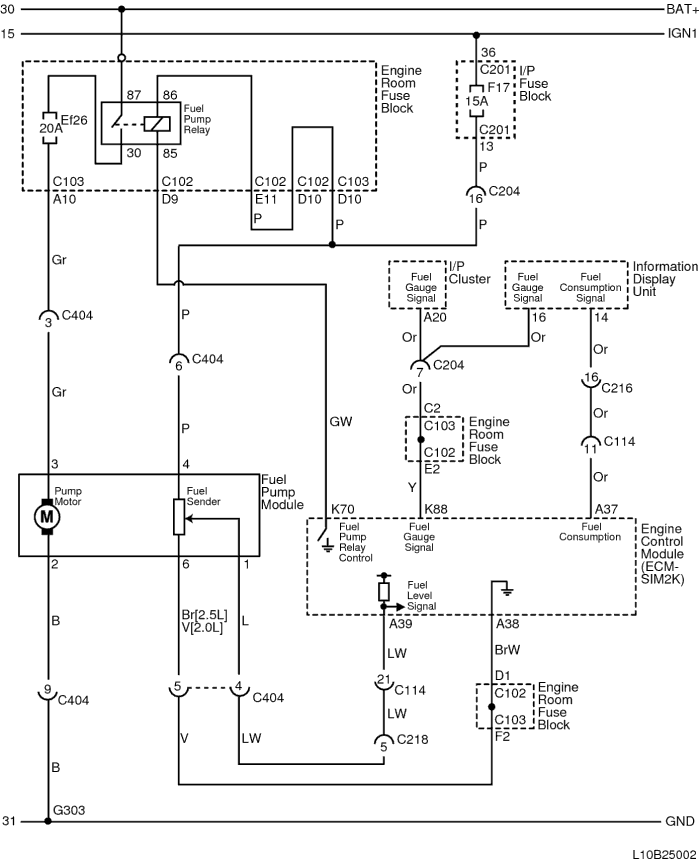 30 BAT+
15 IGN1
36
C201
F17
15A
C201
13
I/P
Fuse
Block
Engine
Room
Fuse
Block
87 86
Ef26
20A
Fuel
Pump
Relay
30 85
P
C103 C102 C102 C102 C103
A10 D9 E11 D10 D10
16 C204
P P P
Gr
I/P
Cluster
Fuel
Gauge
Signal
Fuel
Gauge
Signal
Fuel
Consumption
Signal
Information
Display
Unit
A20 16 14
P
3 C404
Or Or Or
6 C404
7 C204
16 C216
Gr
Or
C2
C103
C102
E2
Engine
Room
Fuse
Block
Or
GW
P
11 C114
Or
Y
3 4
Fuel
Pump
Module
Pump
Motor
M
Fuel
Sender
K70 K88 A37
Fuel
Pump
Relay
Control
Fuel
Gauge
Signal
Fuel
Consumption
Engine
Control
Module
(ECM-
SIM2K)
2 6 1
Fuel
Level
Signal
B
Br[2.5L]
V[2.0L]
L
A39 A38
LW BrW
21 C114
D1
C102
C103
F2
Engine
Room
Fuse
Block
9 C404
5 4 C404
LW
V LW
5 C218
B
G303
31 GND
L10B25002